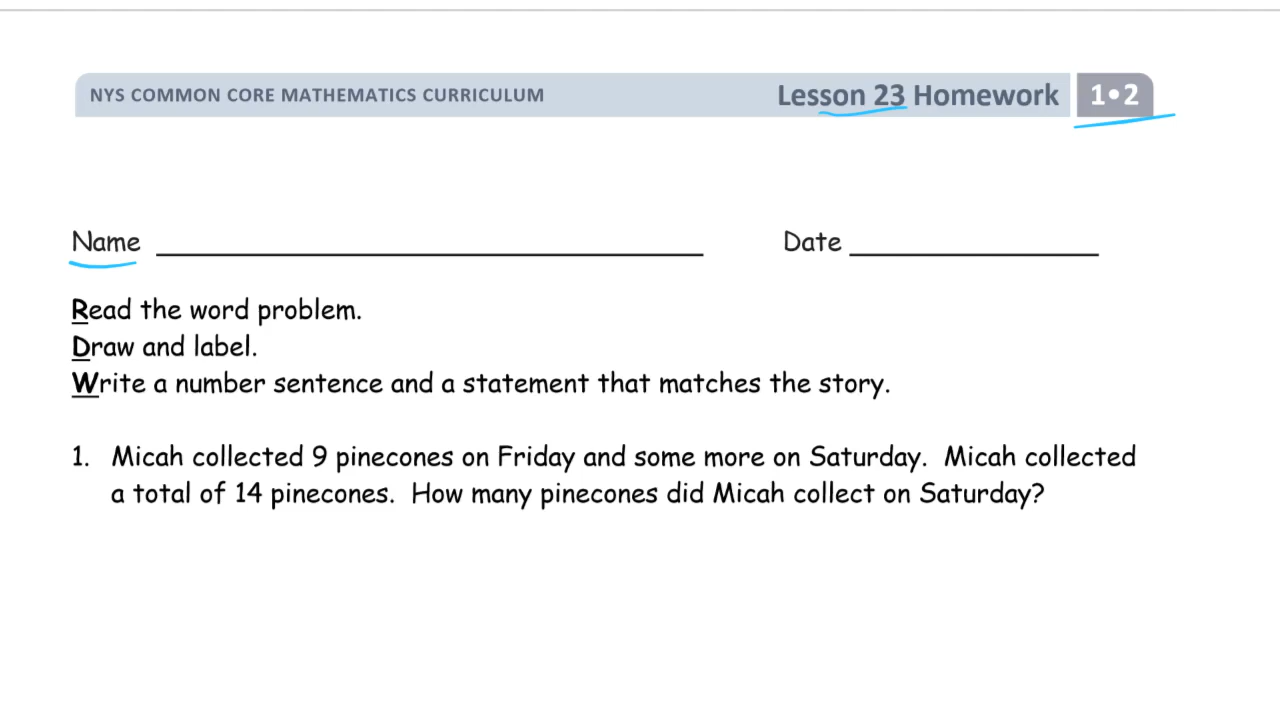 NYS COMMON CORE MATHEMATICS CURRICULUM Lesson 23 Homework 1•2
Name Date
Read the word problem.
Draw and label.
Write a number sentence and a statement that matches the story.
1. Micah collected 9 pinecones on Friday and some more on Saturday. Micah collected
a total of 14 pinecones. How many pinecones did Micah collect on Saturday?